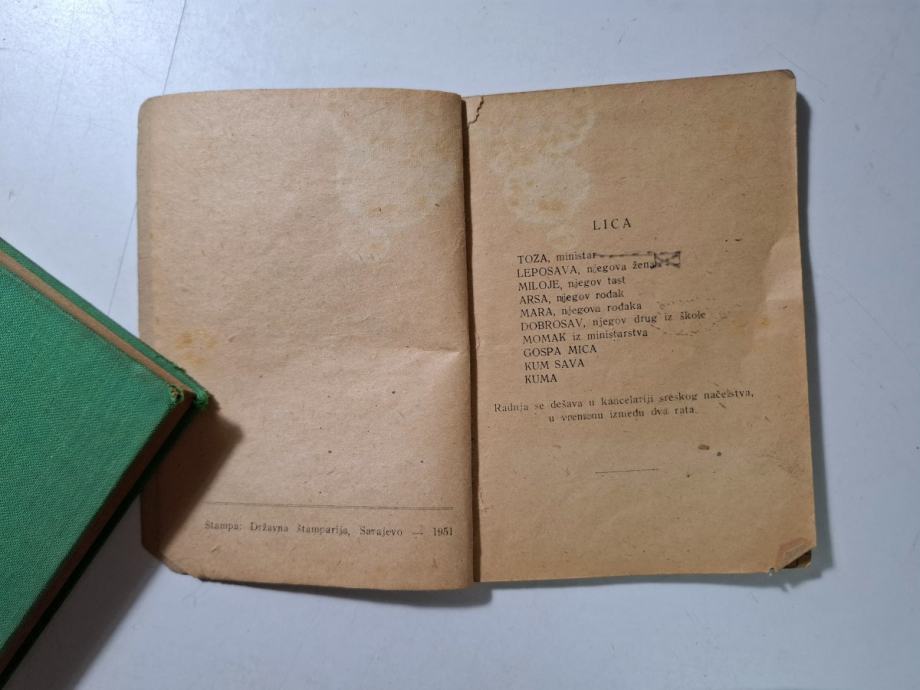 Štampa: Državna štamparija, Sarajevo — 1951
LICA
TOZA, ministar
LEPOSAVA, njegova žena
MILOJE, njegov tast
ARSA, njegov rođak
MARA, njegova rođaka
DOBROSAV, njegov drug iz škole
MOMAK iz ministarstva
GOSPA MICA
KUM SAVA
KUMA
Radnja se dešava u kancelariji sreskog načelstva,
u vremenu između dva rata.